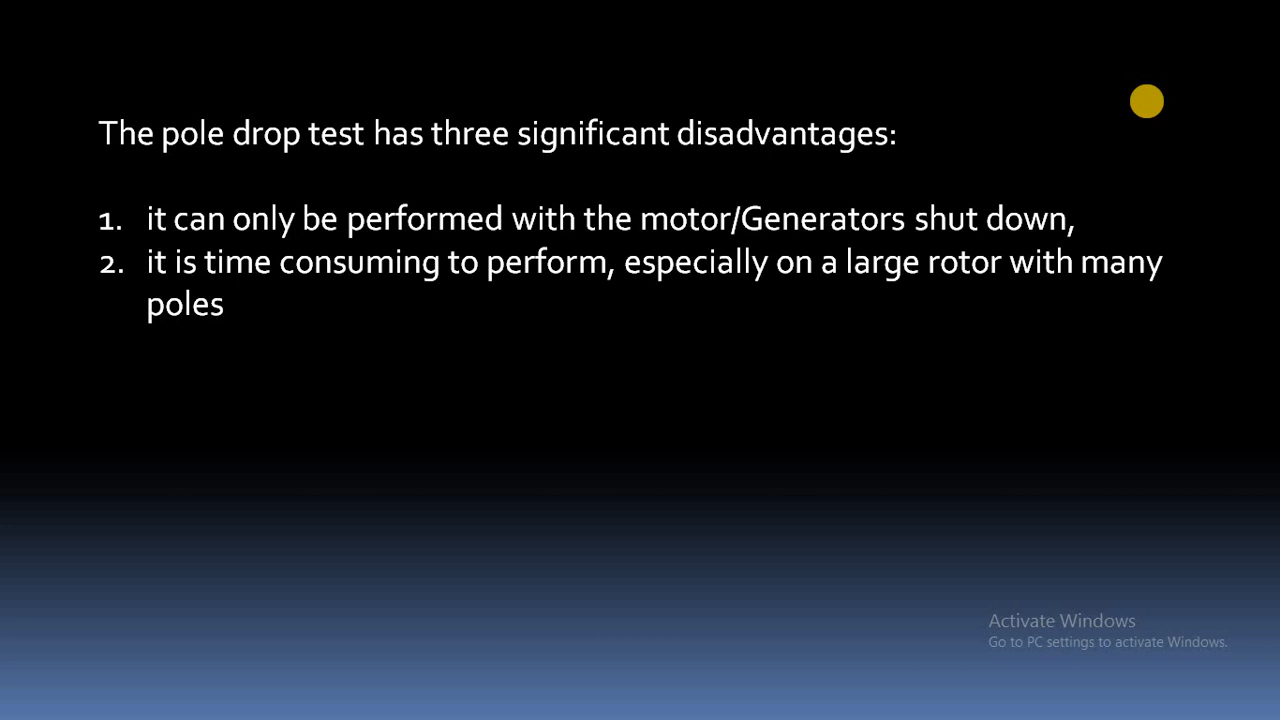 The pole drop test has three significant disadvantages:
1. it can only be performed with the motor/Generators shut down,
2. it is time consuming to perform, especially on a large rotor with many
poles
Activate Windows
Go to PC settings to activate Windows.